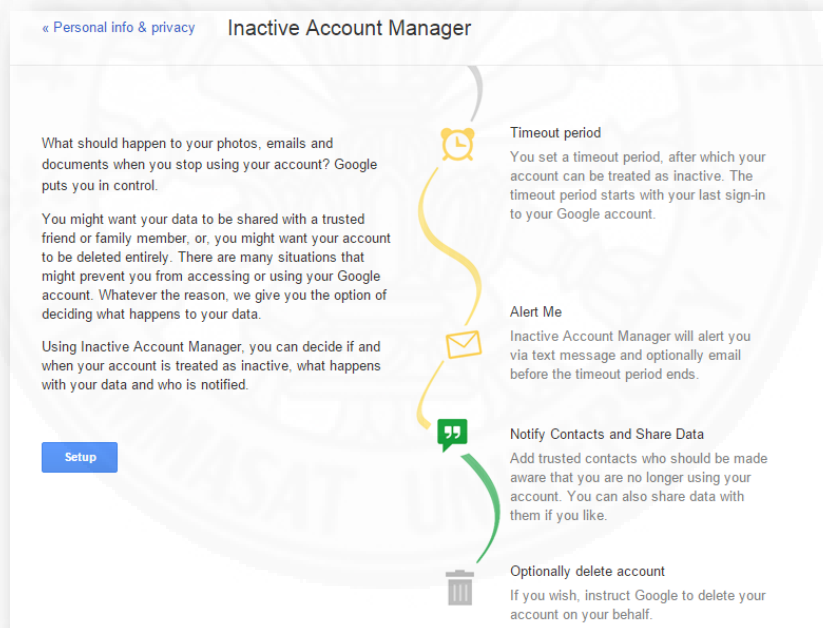 « Personal info & privacy Inactive Account Manager
What should happen to your photos, emails and
documents when you stop using your account? Google
puts you in control.
You might want your data to be shared with a trusted
friend or family member, or, you might want your account
to be deleted entirely. There are many situations that
might prevent you from accessing or using your Google
account. Whatever the reason, we give you the option of
deciding what happens to your data.
Using Inactive Account Manager, you can decide if and
when your account is treated as inactive, what happens
with your data and who is notified.
Setup
Timeout period
You set a timeout period, after which your
account can be treated as inactive. The
timeout period starts with your last sign-in
to your Google account.
Alert Me
Inactive Account Manager will alert you
via text message and optionally email
before the timeout period ends.
Notify Contacts and Share Data
Add trusted contacts who should be made
aware that you are no longer using your
account. You can also share data with
them if you like.
Optionally delete account
If you wish, instruct Google to delete your
account on your behalf.